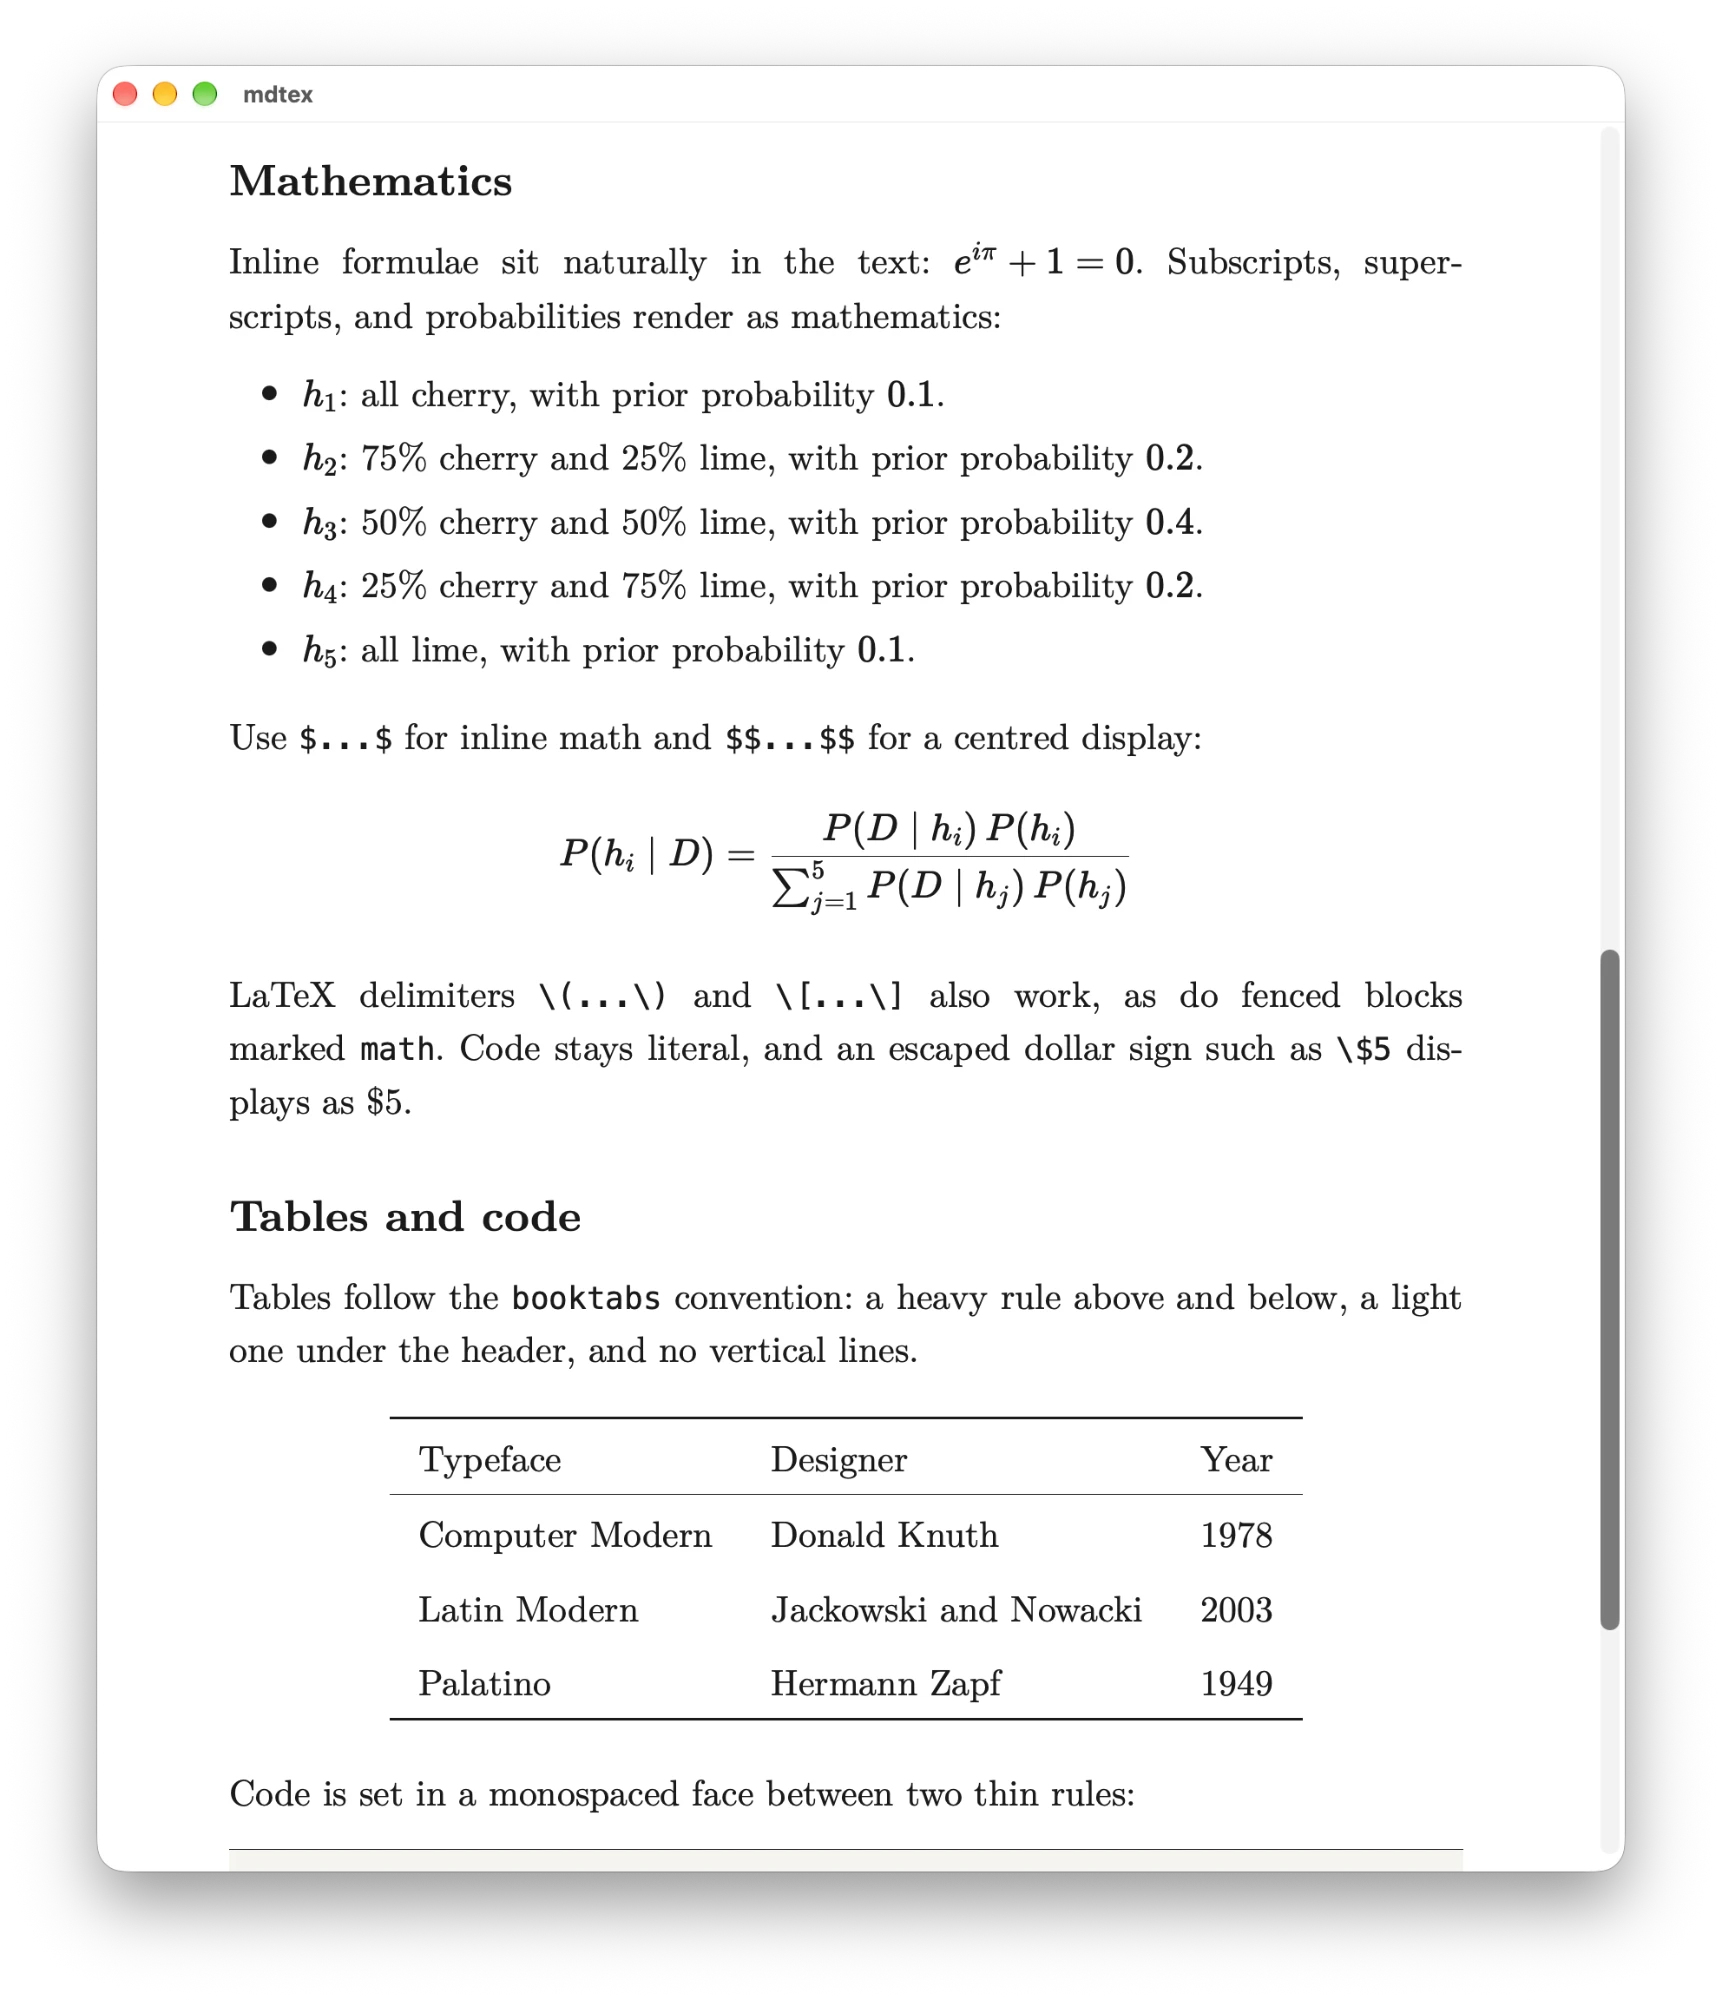 mdtex
Mathematics
Inline formulae sit naturally in the text: e^{iπ} + 1 = 0. Subscripts, super-
scripts, and probabilities render as mathematics:
• h₁: all cherry, with prior probability 0.1.
• h₂: 75% cherry and 25% lime, with prior probability 0.2.
• h₃: 50% cherry and 50% lime, with prior probability 0.4.
• h₄: 25% cherry and 75% lime, with prior probability 0.2.
• h₅: all lime, with prior probability 0.1.
Use $...$ for inline math and $$...$$ for a centred display:
P(h_i | D) = \frac{P(D | h_i) P(h_i)}{\sum_{j=1}^{5} P(D | h_j) P(h_j)}
LaTeX delimiters \(...\) and \[...\] also work, as do fenced blocks
marked math. Code stays literal, and an escaped dollar sign such as \$5 dis-
plays as $5.
Tables and code
Tables follow the booktabs convention: a heavy rule above and below, a light
one under the header, and no vertical lines.
Typeface Designer Year
Computer Modern Donald Knuth 1978
Latin Modern Jackowski and Nowacki 2003
Palatino Hermann Zapf 1949
Code is set in a monospaced face between two thin rules: